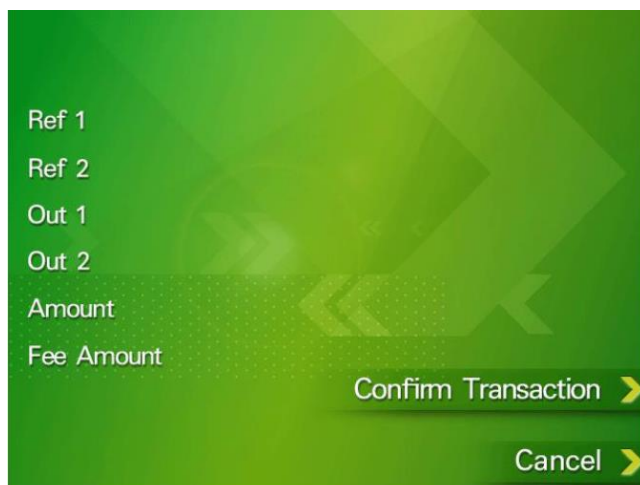 Ref 1
Ref 2
Out 1
Out 2
Amount
Fee Amount
Confirm Transaction
Cancel